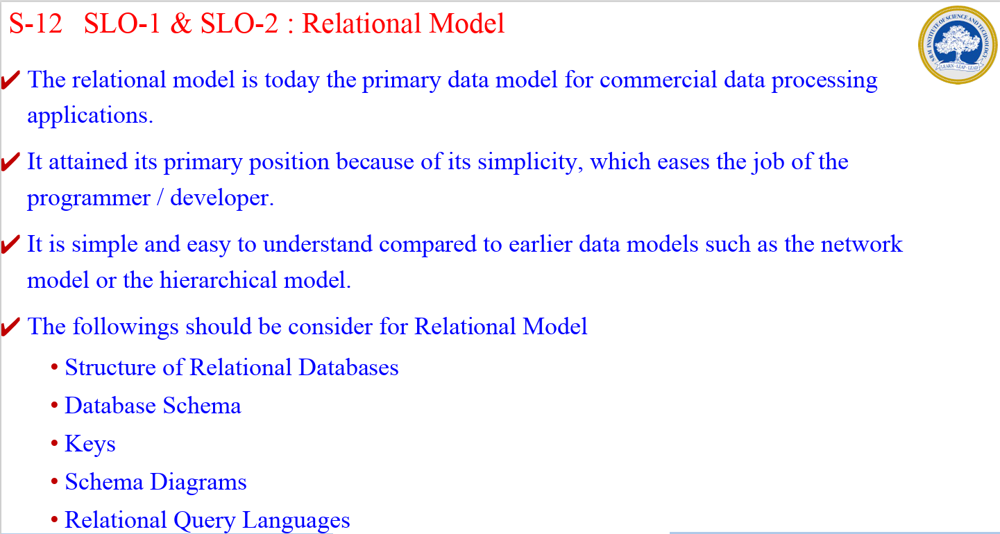 S-12 SLO-1 & SLO-2 : Relational Model
SRM INSTITUTE OF SCIENCE AND TECHNOLOGY
LEARN - LEAP - LEAD
✔ The relational model is today the primary data model for commercial data processing
applications.
✔ It attained its primary position because of its simplicity, which eases the job of the
programmer / developer.
✔ It is simple and easy to understand compared to earlier data models such as the network
model or the hierarchical model.
✔ The followings should be consider for Relational Model
• Structure of Relational Databases
• Database Schema
• Keys
• Schema Diagrams
• Relational Query Languages